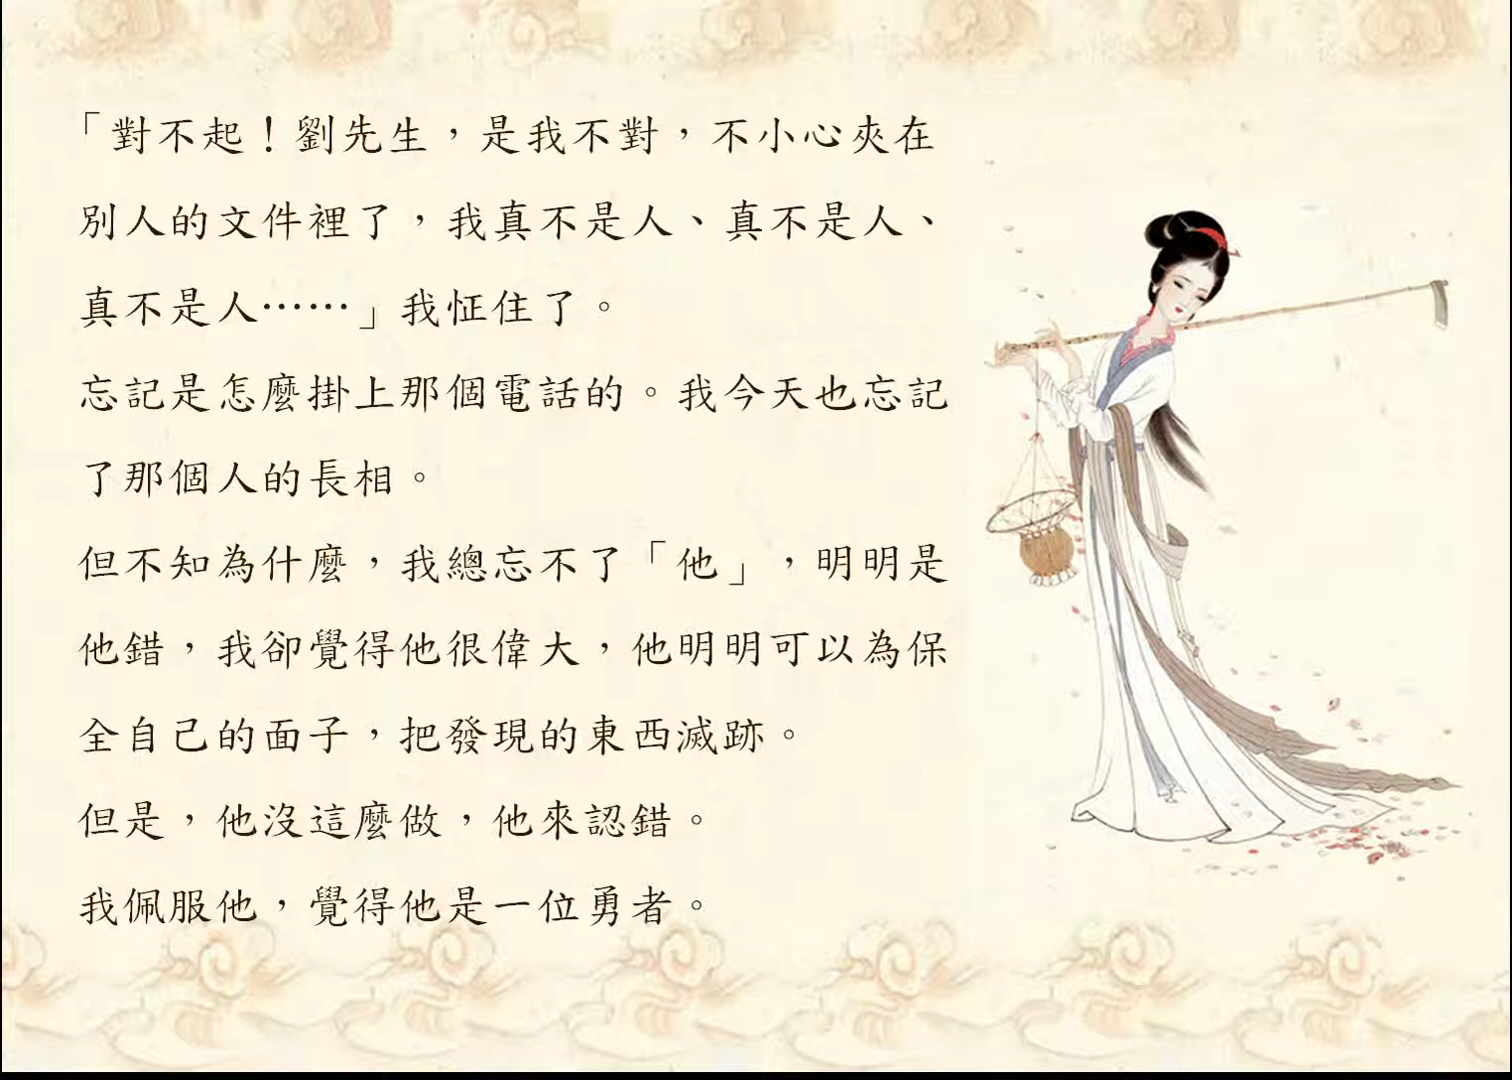 「對不起！劉先生，是我不對，不小心夾在
別人的文件裡了，我真不是人、真不是人、
真不是人……」我怔住了。
忘記是怎麼掛上那個電話的。我今天也忘記
了那個人的長相。
但不知為什麼，我總忘不了「他」，明明是
他錯，我卻覺得他很偉大，他明明可以為保
全自己的面子，把發現的東西滅跡。
但是，他沒這麼做，他來認錯。
我佩服他，覺得他是一位勇者。